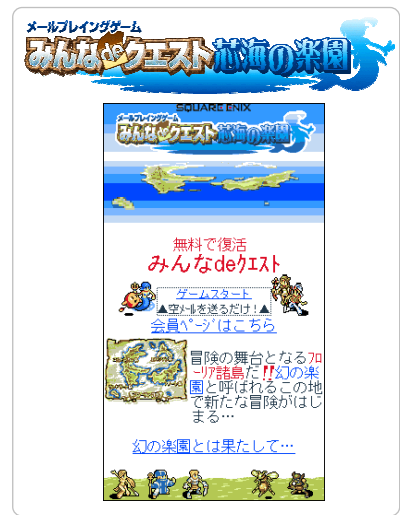 メールプレイングゲーム
みんなdeクエスト 芯海の楽園
SQUARE ENIX
メールプレイングゲーム
みんなdeクエスト 芯海の楽園
無料で復活
みんなdeｸｴｽﾄ
ゲームスタート
▲空ﾒｰﾙを送るだけ!▲
会員ﾍﾟｰｼﾞはこちら
冒険の舞台となるﾌﾛ
ｰﾘｱ諸島だ!!幻の楽
園と呼ばれるこの地
で新たな冒険がはじ
まる…
幻の楽園とは果たして…